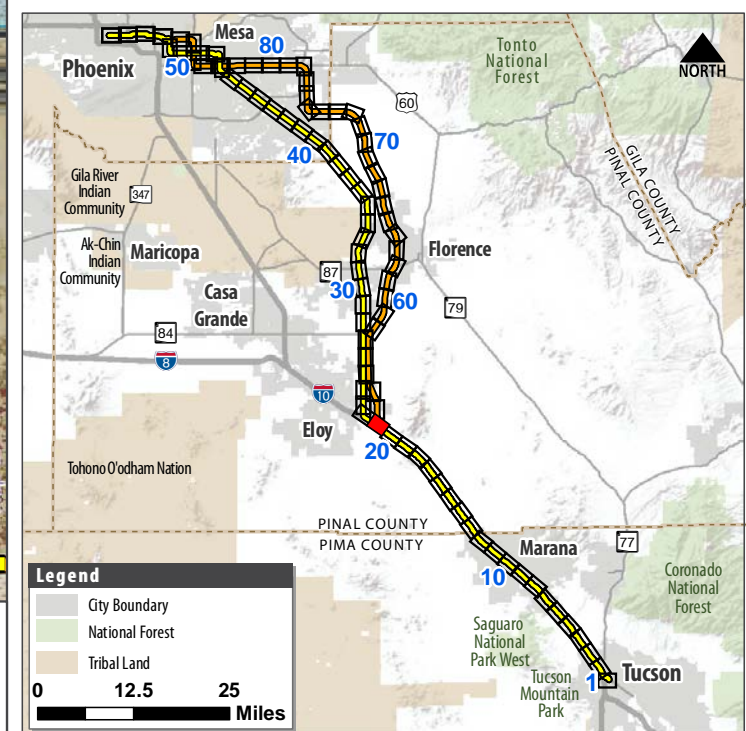 Mesa
80
Tonto
National
Forest
NORTH
Phoenix
50
60
70
40
GILA COUNTY
PINAL COUNTY
Gila River
Indian
Community
347
Ak-Chin
Indian
Community
Maricopa
Florence
87
Casa
Grande
30
60
79
84
8
10
Eloy
20
Tohono O'odham Nation
PINAL COUNTY
PIMA COUNTY
Marana
77
10
Coronado
National
Forest
Saguaro
National
Park West
Tucson
Mountain
Park
1
Tucson
Legend
City Boundary
National Forest
Tribal Land
0 12.5 25
Miles